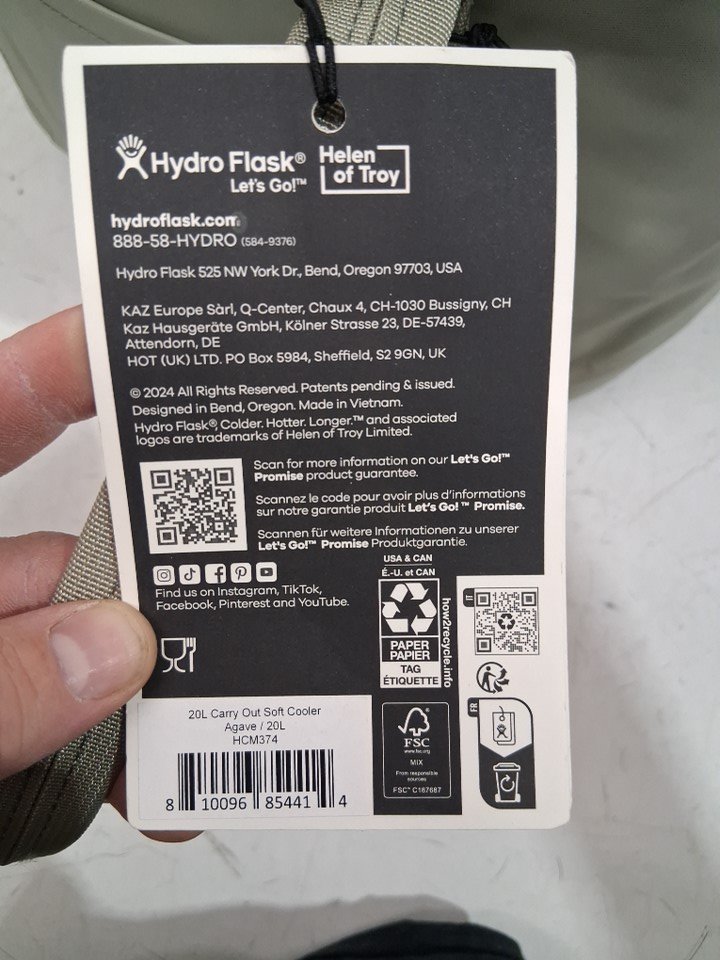 Hydro Flask®
Let's Go!™
Helen
of Troy
hydroflask.com
888-58-HYDRO (584-9376)
Hydro Flask 525 NW York Dr., Bend, Oregon 97703, USA
KAZ Europe Sàrl, Q-Center, Chaux 4, CH-1030 Bussigny, CH
Kaz Hausgeräte GmbH, Kölner Strasse 23, DE-57439,
Attendorn, DE
HOT (UK) LTD. PO Box 5984, Sheffield, S2 9GN, UK
© 2024 All Rights Reserved. Patents pending & issued.
Designed in Bend, Oregon. Made in Vietnam.
Hydro Flask®, Colder. Hotter. Longer.™ and associated
logos are trademarks of Helen of Troy Limited.
Scan for more information on our Let's Go!™
Promise product guarantee.
Scannez le code pour avoir plus d'informations
sur notre garantie produit Let's Go! ™ Promise.
Scannen für weitere Informationen zu unserer
Let's Go!™ Promise Produktgarantie.
Find us on Instagram, TikTok,
Facebook, Pinterest and YouTube.
USA & CAN
É.-U. et CAN
PAPER
PAPIER
TAG
ÉTIQUETTE
how2recycle.info
IT
FR
FSC
www.fsc.org
MIX
From responsible
sources
FSC™ C187687
20L Carry Out Soft Cooler
Agave / 20L
HCM374
8 10096 85441 4